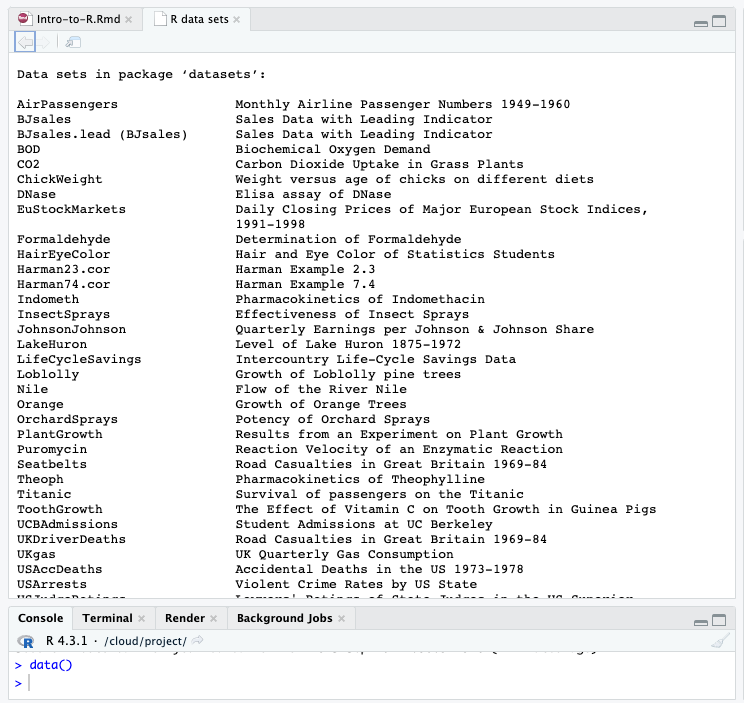 Intro-to-R.Rmd
R data sets
Data sets in package ‘datasets’:
AirPassengers Monthly Airline Passenger Numbers 1949-1960
BJsales Sales Data with Leading Indicator
BJsales.lead (BJsales) Sales Data with Leading Indicator
BOD Biochemical Oxygen Demand
CO2 Carbon Dioxide Uptake in Grass Plants
ChickWeight Weight versus age of chicks on different diets
DNase Elisa assay of DNase
EuStockMarkets Daily Closing Prices of Major European Stock Indices,
1991-1998
Formaldehyde Determination of Formaldehyde
HairEyeColor Hair and Eye Color of Statistics Students
Harman23.cor Harman Example 2.3
Harman74.cor Harman Example 7.4
Indometh Pharmacokinetics of Indomethacin
InsectSprays Effectiveness of Insect Sprays
JohnsonJohnson Quarterly Earnings per Johnson & Johnson Share
LakeHuron Level of Lake Huron 1875-1972
LifeCycleSavings Intercountry Life-Cycle Savings Data
Loblolly Growth of Loblolly pine trees
Nile Flow of the River Nile
Orange Growth of Orange Trees
OrchardSprays Potency of Orchard Sprays
PlantGrowth Results from an Experiment on Plant Growth
Puromycin Reaction Velocity of an Enzymatic Reaction
Seatbelts Road Casualties in Great Britain 1969-84
Theoph Pharmacokinetics of Theophylline
Titanic Survival of passengers on the Titanic
ToothGrowth The Effect of Vitamin C on Tooth Growth in Guinea Pigs
UCBAdmissions Student Admissions at UC Berkeley
UKDriverDeaths Road Casualties in Great Britain 1969-84
UKgas UK Quarterly Gas Consumption
USAccDeaths Accidental Deaths in the US 1973-1978
USArrests Violent Crime Rates by US State
USJudgeRatings Lawyers' Ratings of State Judges in the US Superior
Console Terminal Render Background Jobs
R R 4.3.1 · /cloud/project/
> data()
>